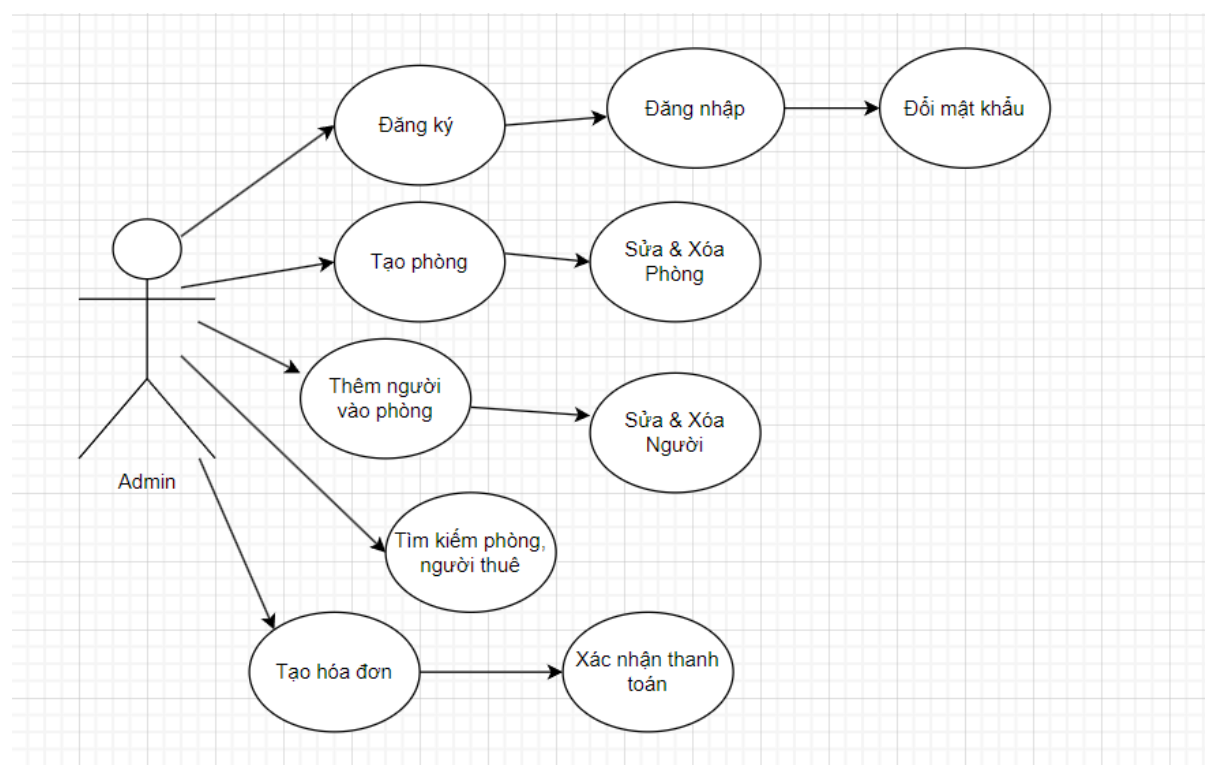 Đăng ký
Đăng nhập
Đổi mật khẩu
Tạo phòng
Sửa & Xóa
Phòng
Thêm người
vào phòng
Sửa & Xóa
Người
Admin
Tìm kiếm phòng,
người thuê
Tạo hóa đơn
Xác nhận thanh
toán